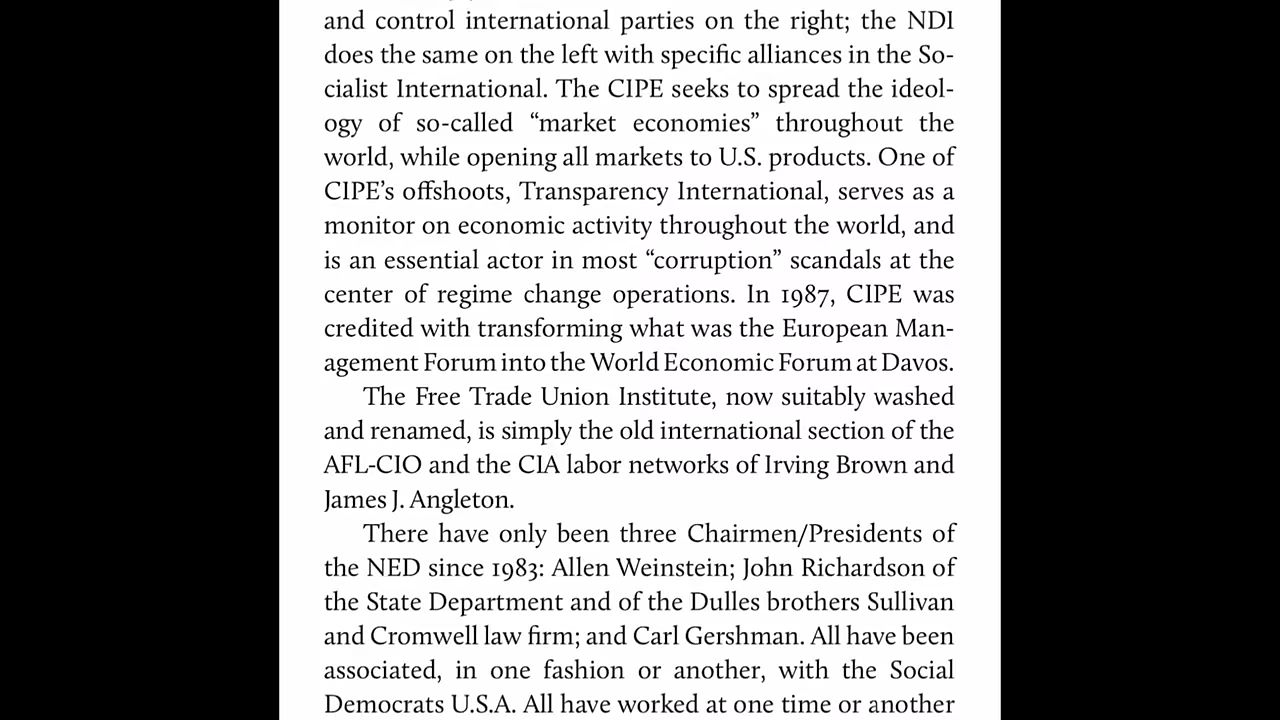 and control international parties on the right; the NDI
does the same on the left with specific alliances in the So-
cialist International. The CIPE seeks to spread the ideol-
ogy of so-called “market economies” throughout the
world, while opening all markets to U.S. products. One of
CIPE’s offshoots, Transparency International, serves as a
monitor on economic activity throughout the world, and
is an essential actor in most “corruption” scandals at the
center of regime change operations. In 1987, CIPE was
credited with transforming what was the European Man-
agement Forum into the World Economic Forum at Davos.
The Free Trade Union Institute, now suitably washed
and renamed, is simply the old international section of the
AFL-CIO and the CIA labor networks of Irving Brown and
James J. Angleton.
There have only been three Chairmen/Presidents of
the NED since 1983: Allen Weinstein; John Richardson of
the State Department and of the Dulles brothers Sullivan
and Cromwell law firm; and Carl Gershman. All have been
associated, in one fashion or another, with the Social
Democrats U.S.A. All have worked at one time or another